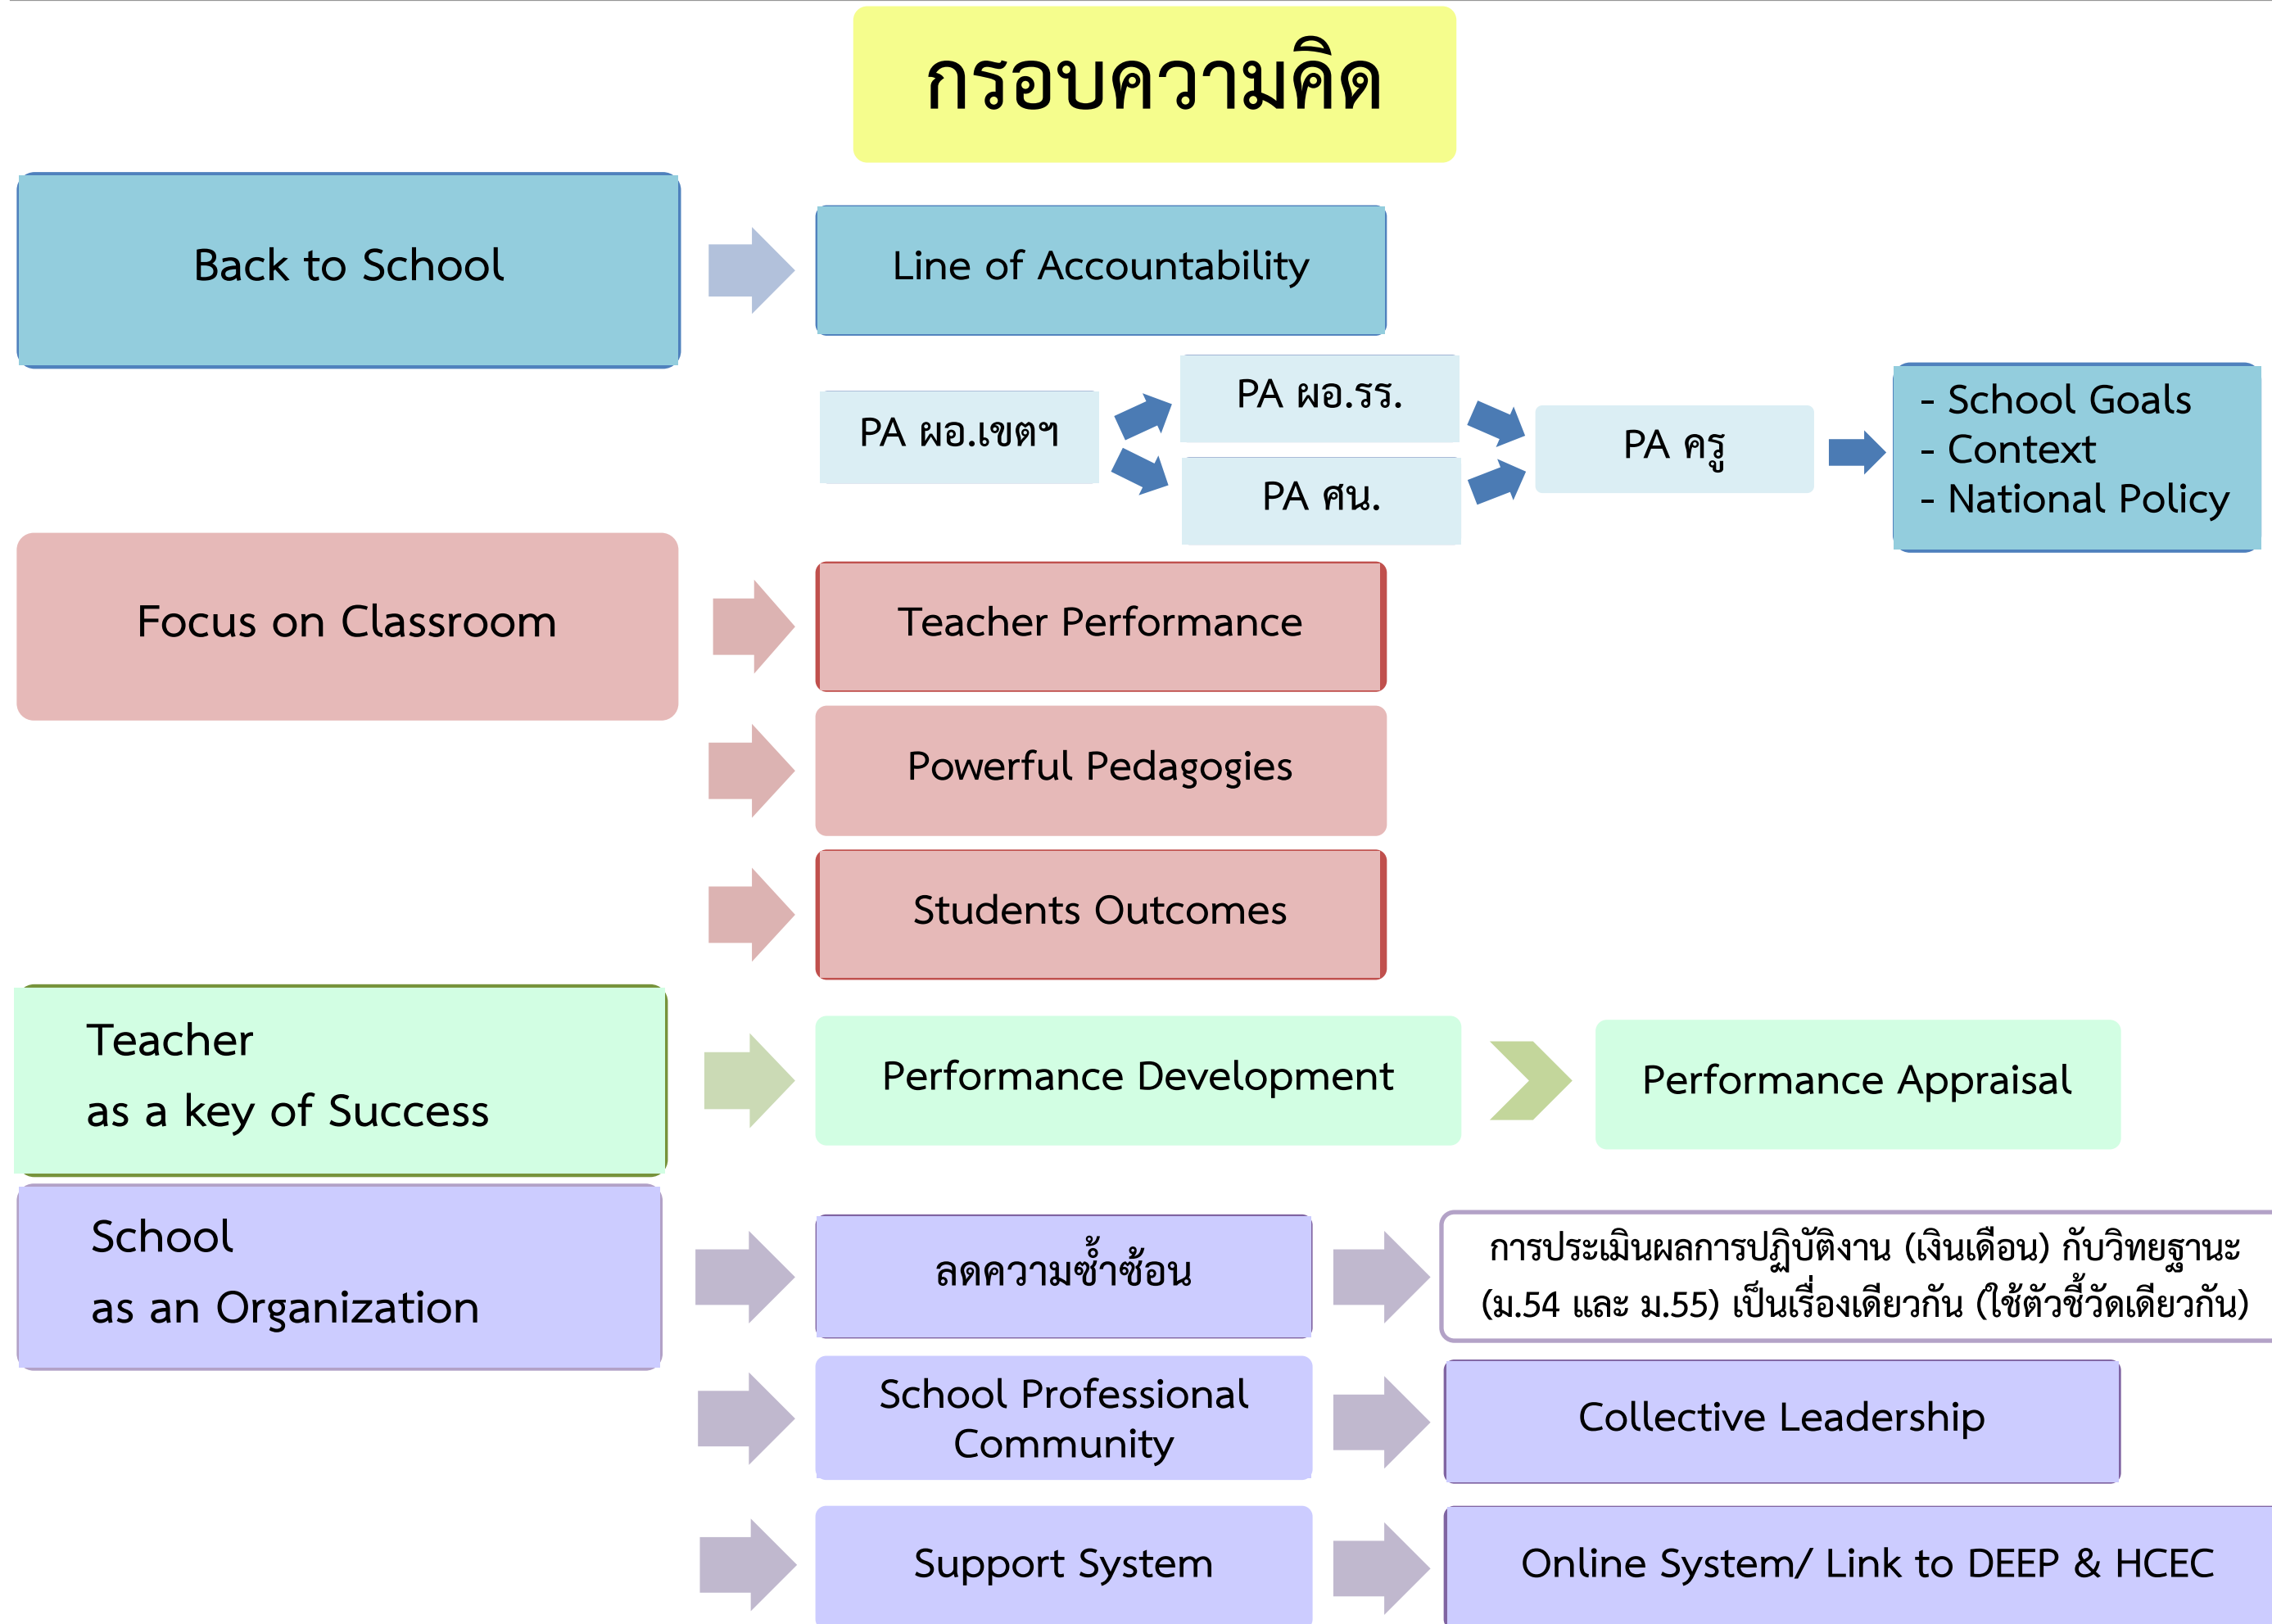 กรอบความคิด
Back to School
Line of Accountability
PA ผอ.เขตฯ
PA ผอ.รร.
PA ศน.
PA ครู
- School Goals
- Context
- National Policy
Focus on Classroom
Teacher Performance
Powerful Pedagogies
Students Outcomes
Teacher
as a key of Success
Performance Development
Performance Appraisal
School
as an Organization
ลดความซ้ำซ้อน
การประเมินผลการปฏิบัติงาน (เงินเดือน) กับวิทยฐานะ
(ม.54 และ ม.55) เป็นเรื่องเดียวกัน (ใช้ตัวชี้วัดเดียวกัน)
School Professional
Community
Collective Leadership
Support System
Online System/ Link to DEEP & HCEC